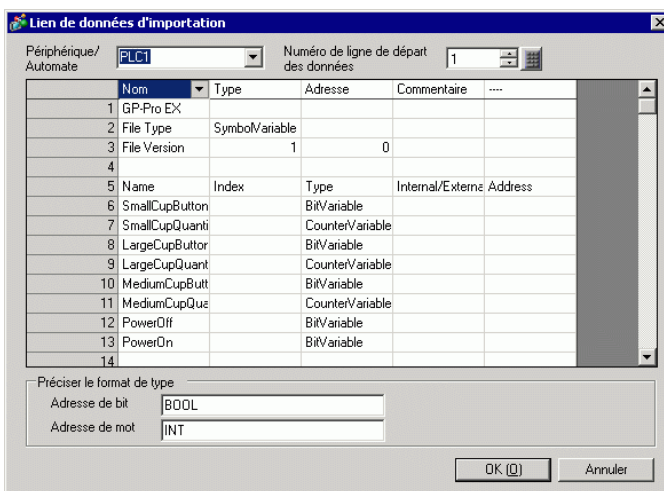 Lien de données d'importation
Périphérique/ Automate PLC1 Numéro de ligne de départ des données 1
Nom Type Adresse Commentaire ----
1 GP-Pro EX
2 File Type SymbolVariable
3 File Version 1 0
4
5 Name Index Type Internal/Externa Address
6 SmallCupButton BitVariable
7 SmallCupQuanti CounterVariable
8 LargeCupButtor BitVariable
9 LargeCupQuant CounterVariable
10 MediumCupButt BitVariable
11 MediumCupQua CounterVariable
12 PowerOff BitVariable
13 PowerOn BitVariable
14
Préciser le format de type
Adresse de bit BOOL
Adresse de mot INT
OK (O) Annuler